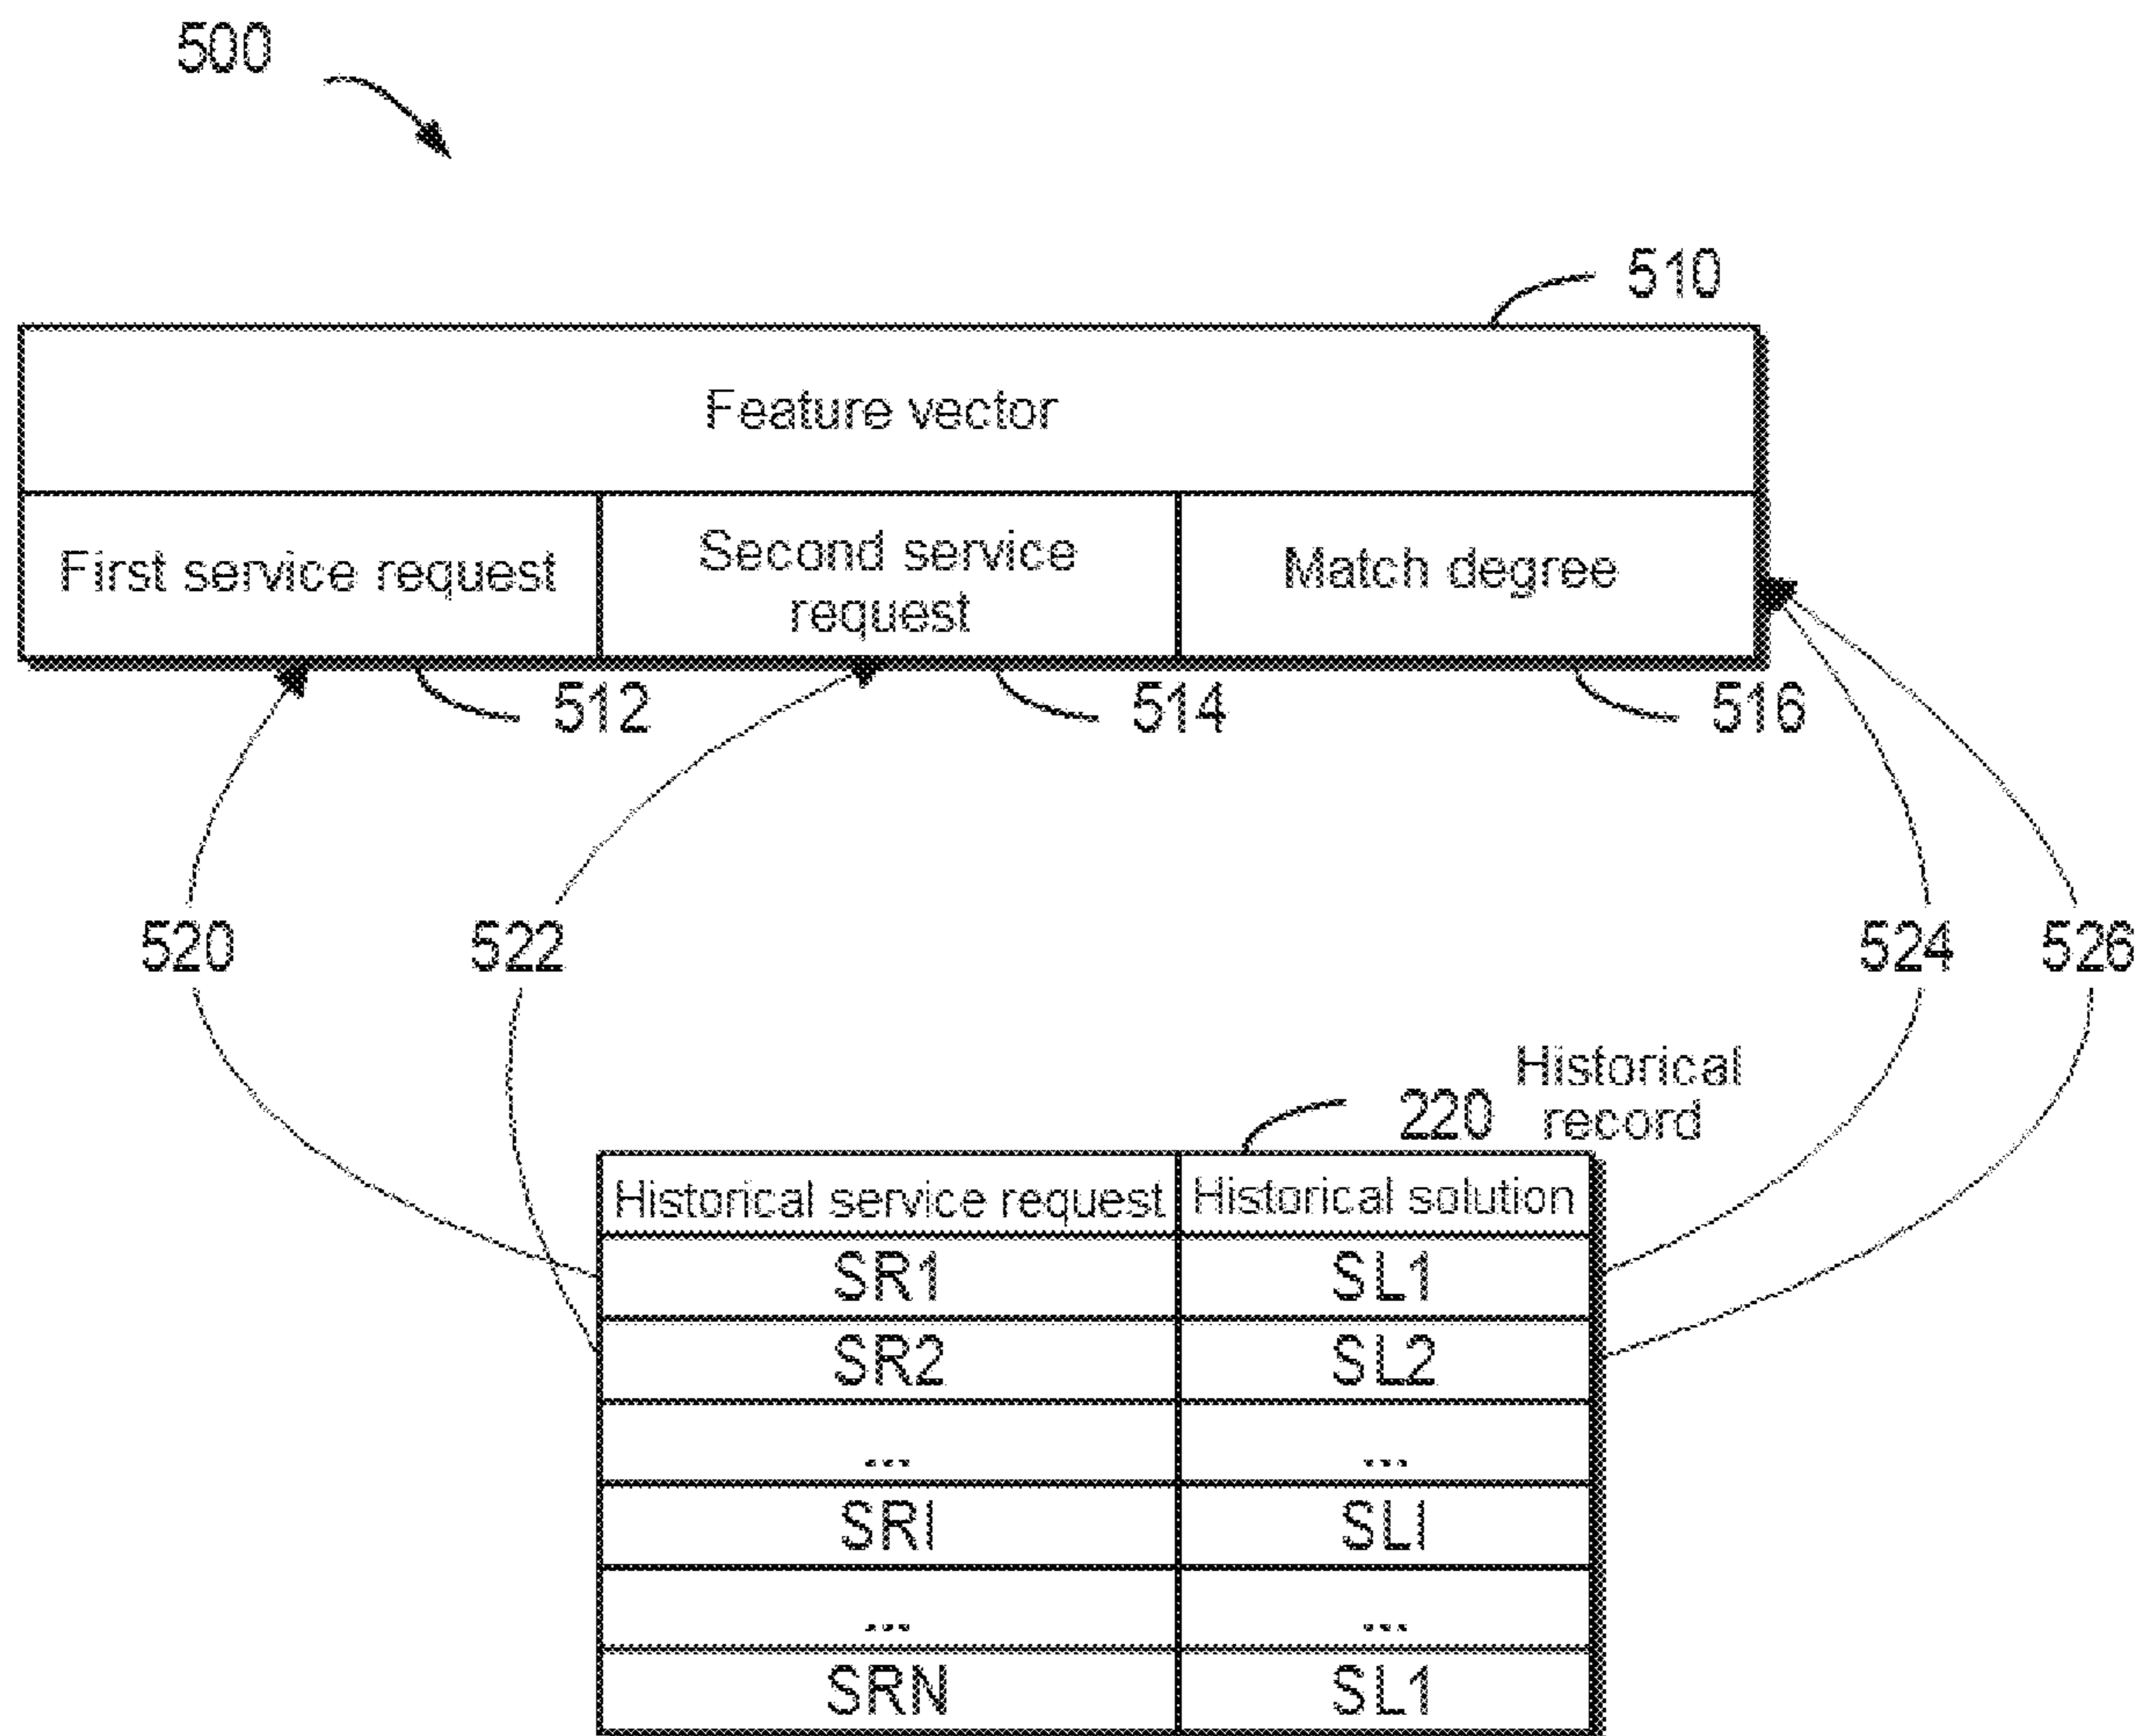 500
510
Feature vector
First service request
Second service
request
Match degree
512
514
516
520
522
524
526
220
Historical
record
Historical service request
Historical solution
SR1
SL1
SR2
SL2
...
...
SRI
SLI
...
...
SRN
SL1